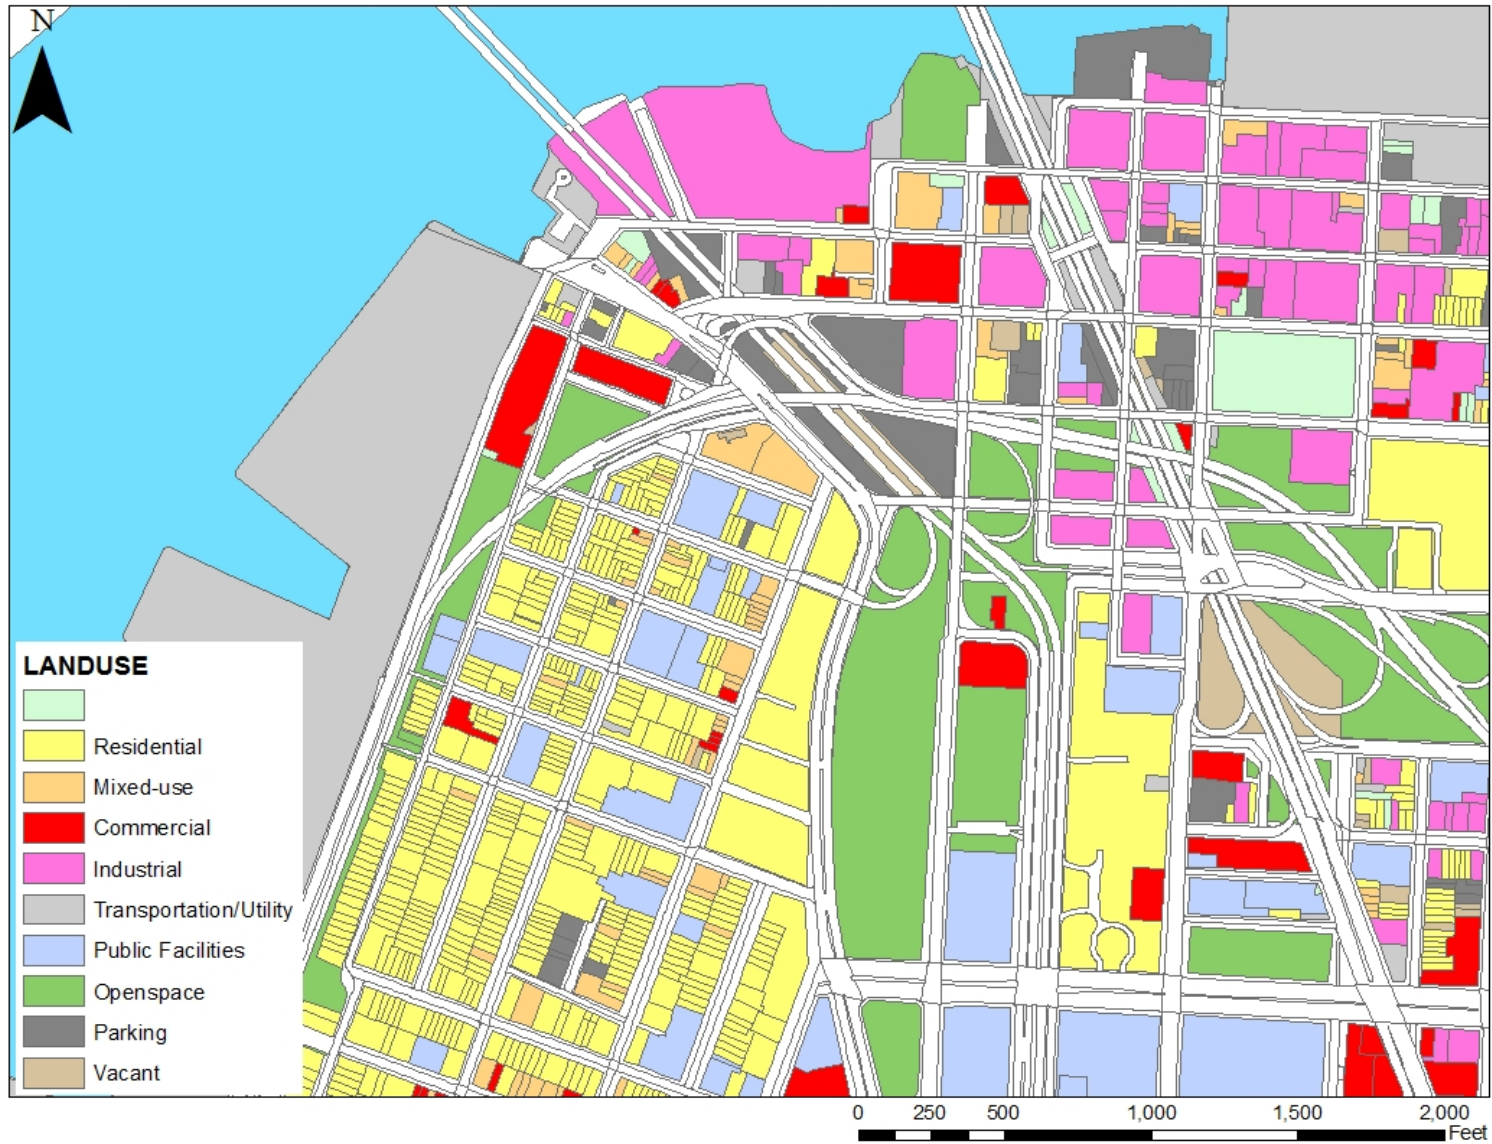 N
LANDUSE
Residential
Mixed-use
Commercial
Industrial
Transportation/Utility
Public Facilities
Openspace
Parking
Vacant
0 250 500 1,000 1,500 2,000
Feet